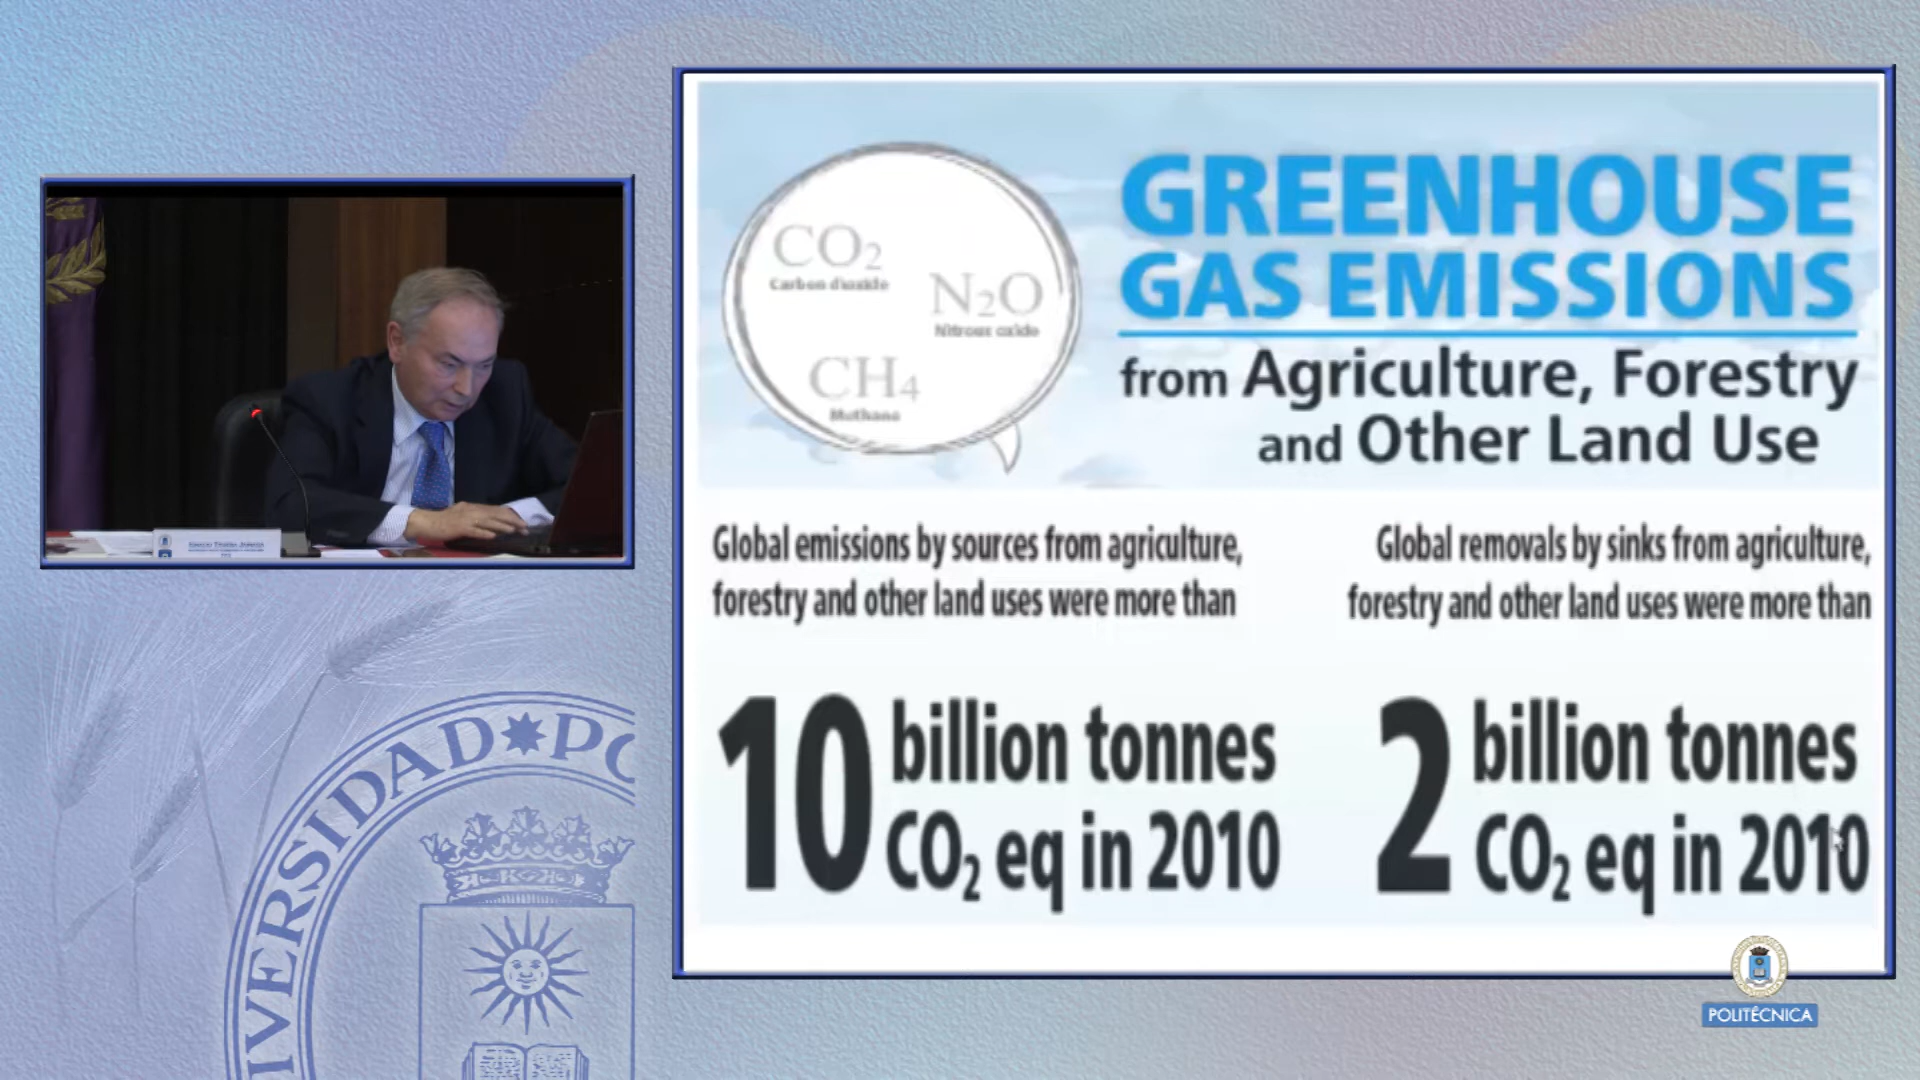 CO2
Carbon dioxide
N2O
Nitrous oxide
CH4
Methane
GREENHOUSE
GAS EMISSIONS
from Agriculture, Forestry
and Other Land Use
Global emissions by sources from agriculture,
forestry and other land uses were more than
Global removals by sinks from agriculture,
forestry and other land uses were more than
10 billion tonnes
CO2 eq in 2010
2 billion tonnes
CO2 eq in 2010
IVERSIDAD PO
POLITÉCNICA